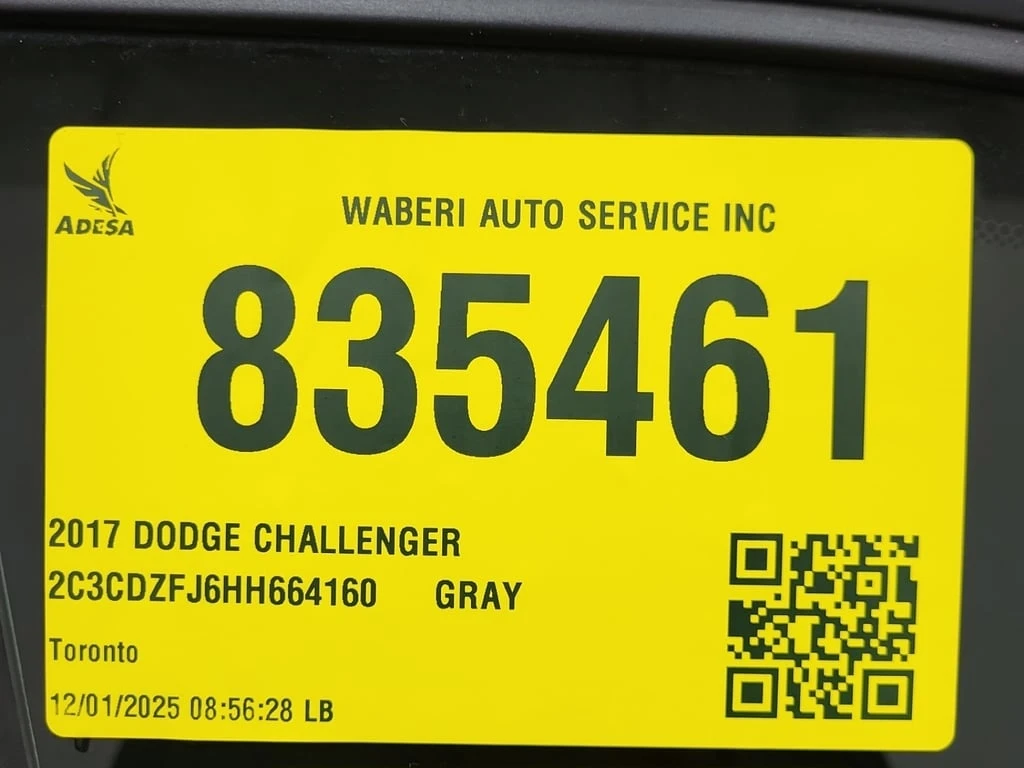 ADESA
WABERI AUTO SERVICE INC
835461
2017 DODGE CHALLENGER
2C3CDZFJ6HH664160 GRAY
Toronto
12/01/2025 08:56:28 LB